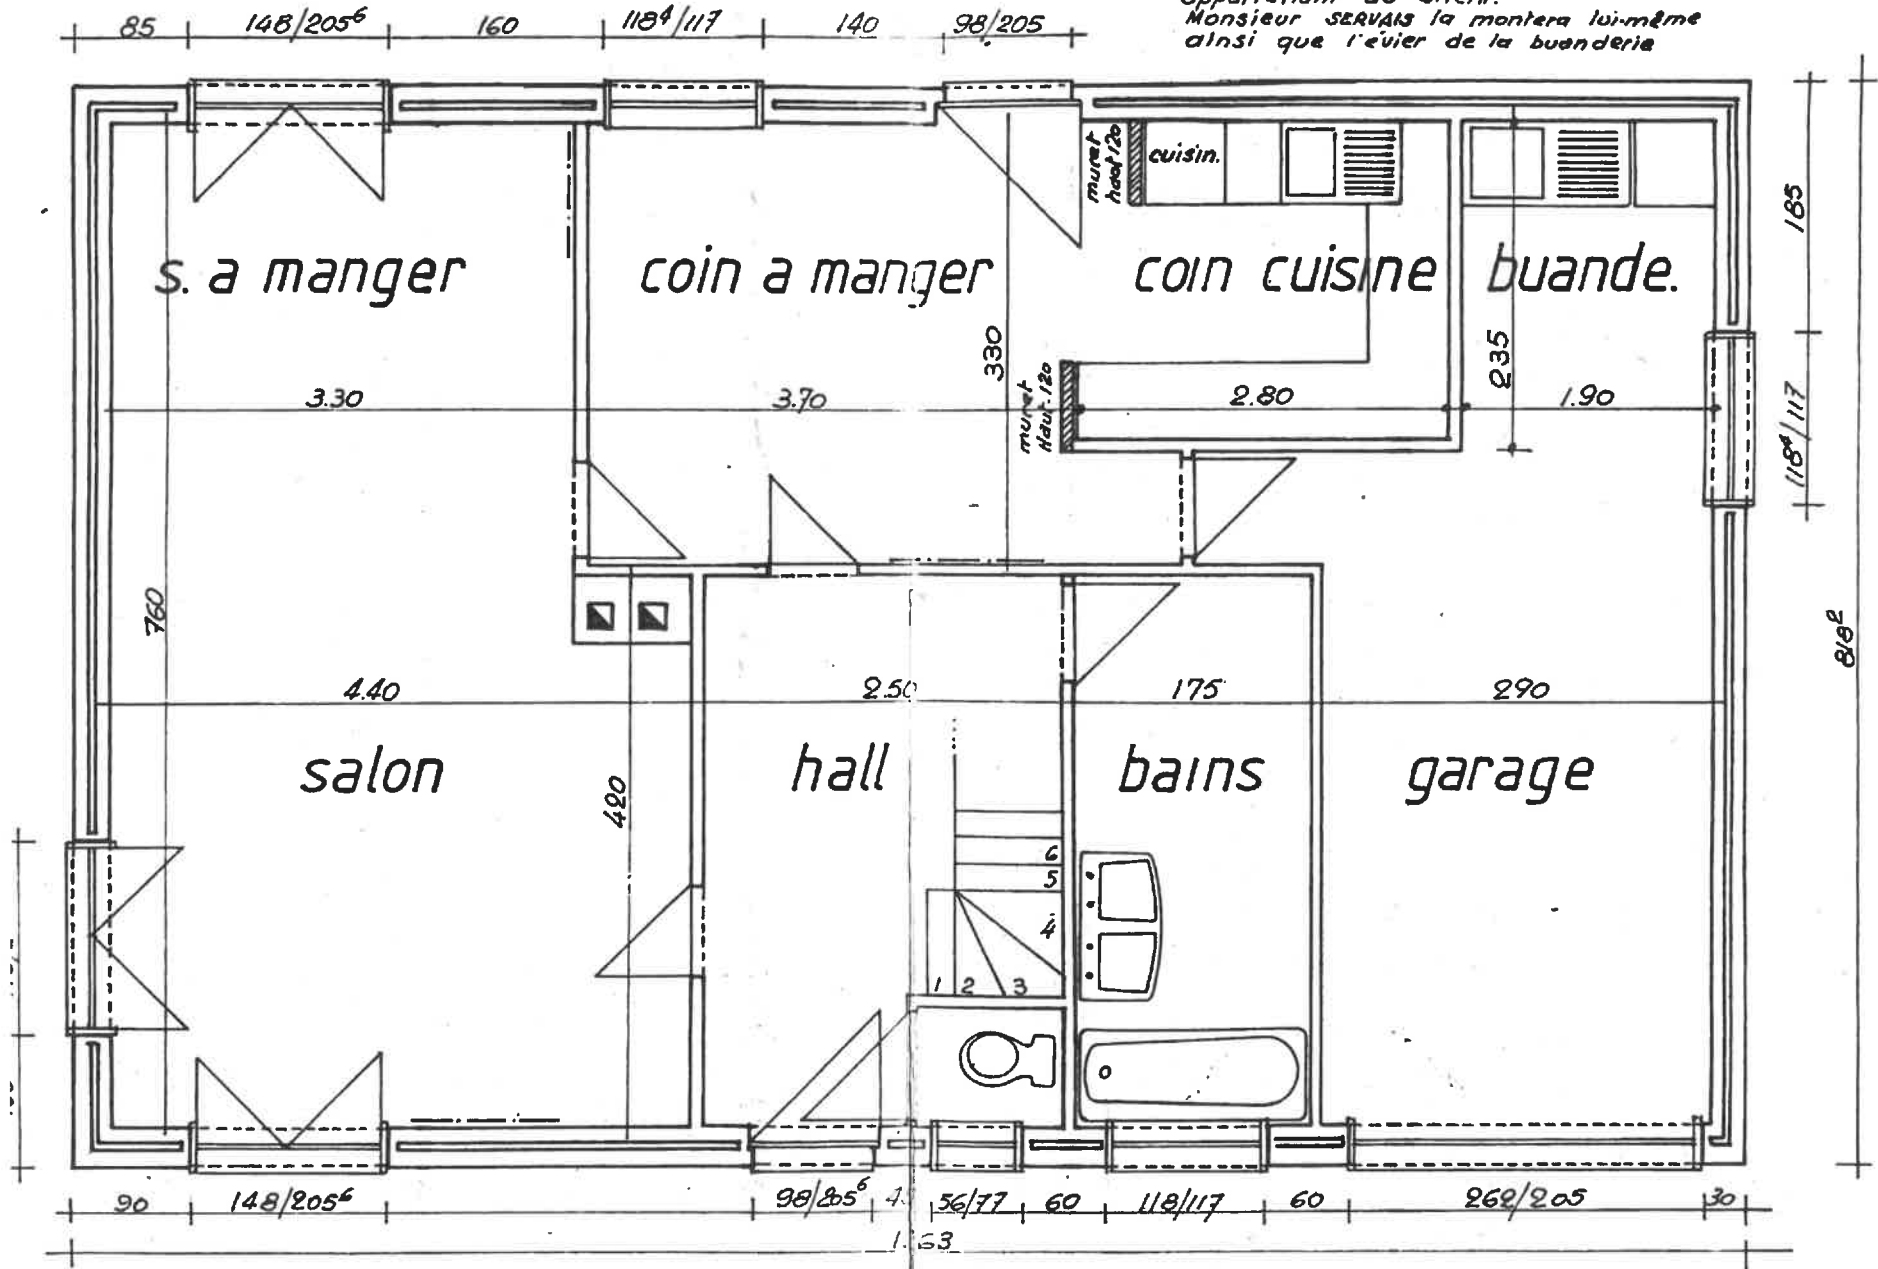 Monsieur SERVAIS la montera lui-même
ainsi que l'évier de la buanderie
85 148/205⁶ 160 118⁴/117 140 98/205
muret
haut 120
cuisin.
s. a manger coin a manger coin cuisine buande.
185
330
235
muret
Haut. 120
3.30 3.70 2.80 1.90
118⁴/117
760
818²
4.40 2.50 175 290
salon hall bains garage
420
6
5
4
1 2 3
90 148/205⁶ 98/205⁶ 56/77 60 118/117 60 262/205 30